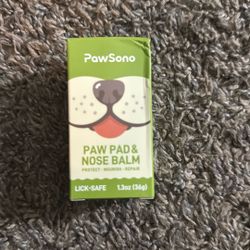 PawSono
PAW PAD &
NOSE BALM
PROTECT · NOURISH · REPAIR
LICK-SAFE 1.3oz (36g)